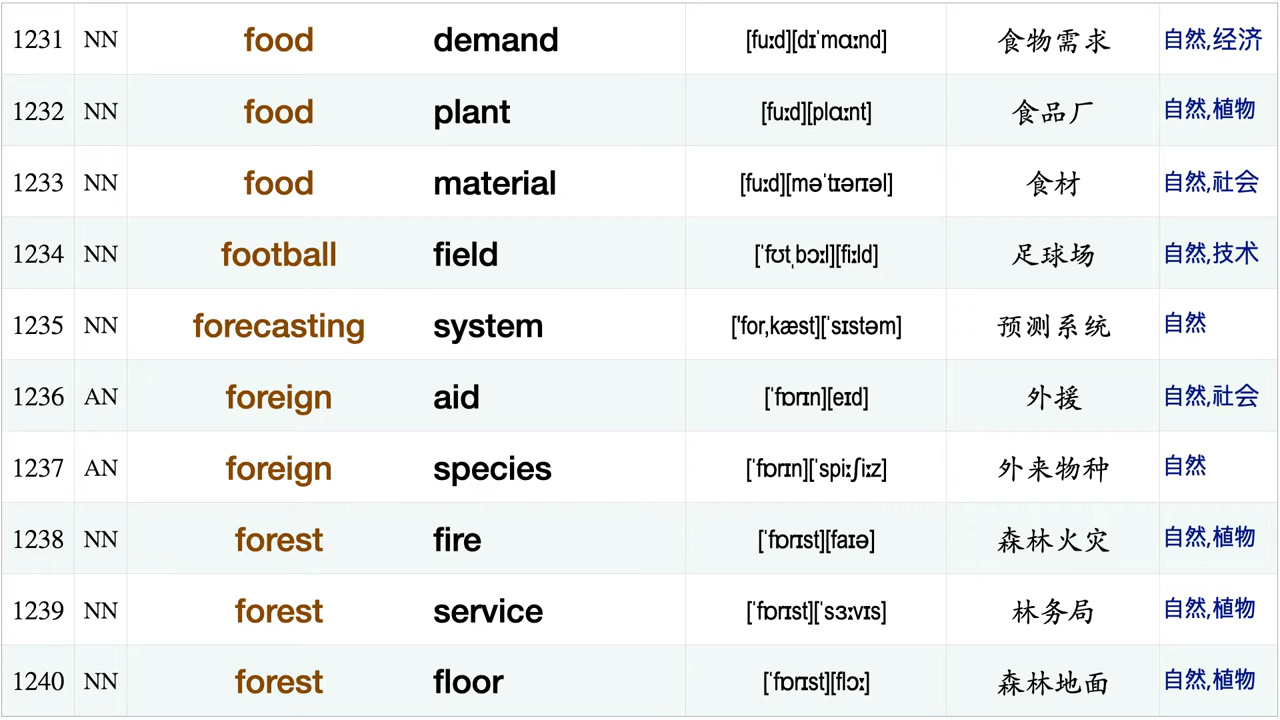 1231 NN food demand [fuːd][dɪˈmɑːnd] 食物需求 自然,经济
1232 NN food plant [fuːd][plɑːnt] 食品厂 自然,植物
1233 NN food material [fuːd][məˈtɪərɪəl] 食材 自然,社会
1234 NN football field [ˈfʊtˌbɔːl][fiːld] 足球场 自然,技术
1235 NN forecasting system ['for,kæst][ˈsɪstəm] 预测系统 自然
1236 AN foreign aid [ˈfɒrɪn][eɪd] 外援 自然,社会
1237 AN foreign species [ˈfɒrɪn][ˈspiːʃiːz] 外来物种 自然
1238 NN forest fire [ˈfɒrɪst][faɪə] 森林火灾 自然,植物
1239 NN forest service [ˈfɒrɪst][ˈsɜːvɪs] 林务局 自然,植物
1240 NN forest floor [ˈfɒrɪst][flɔː] 森林地面 自然,植物